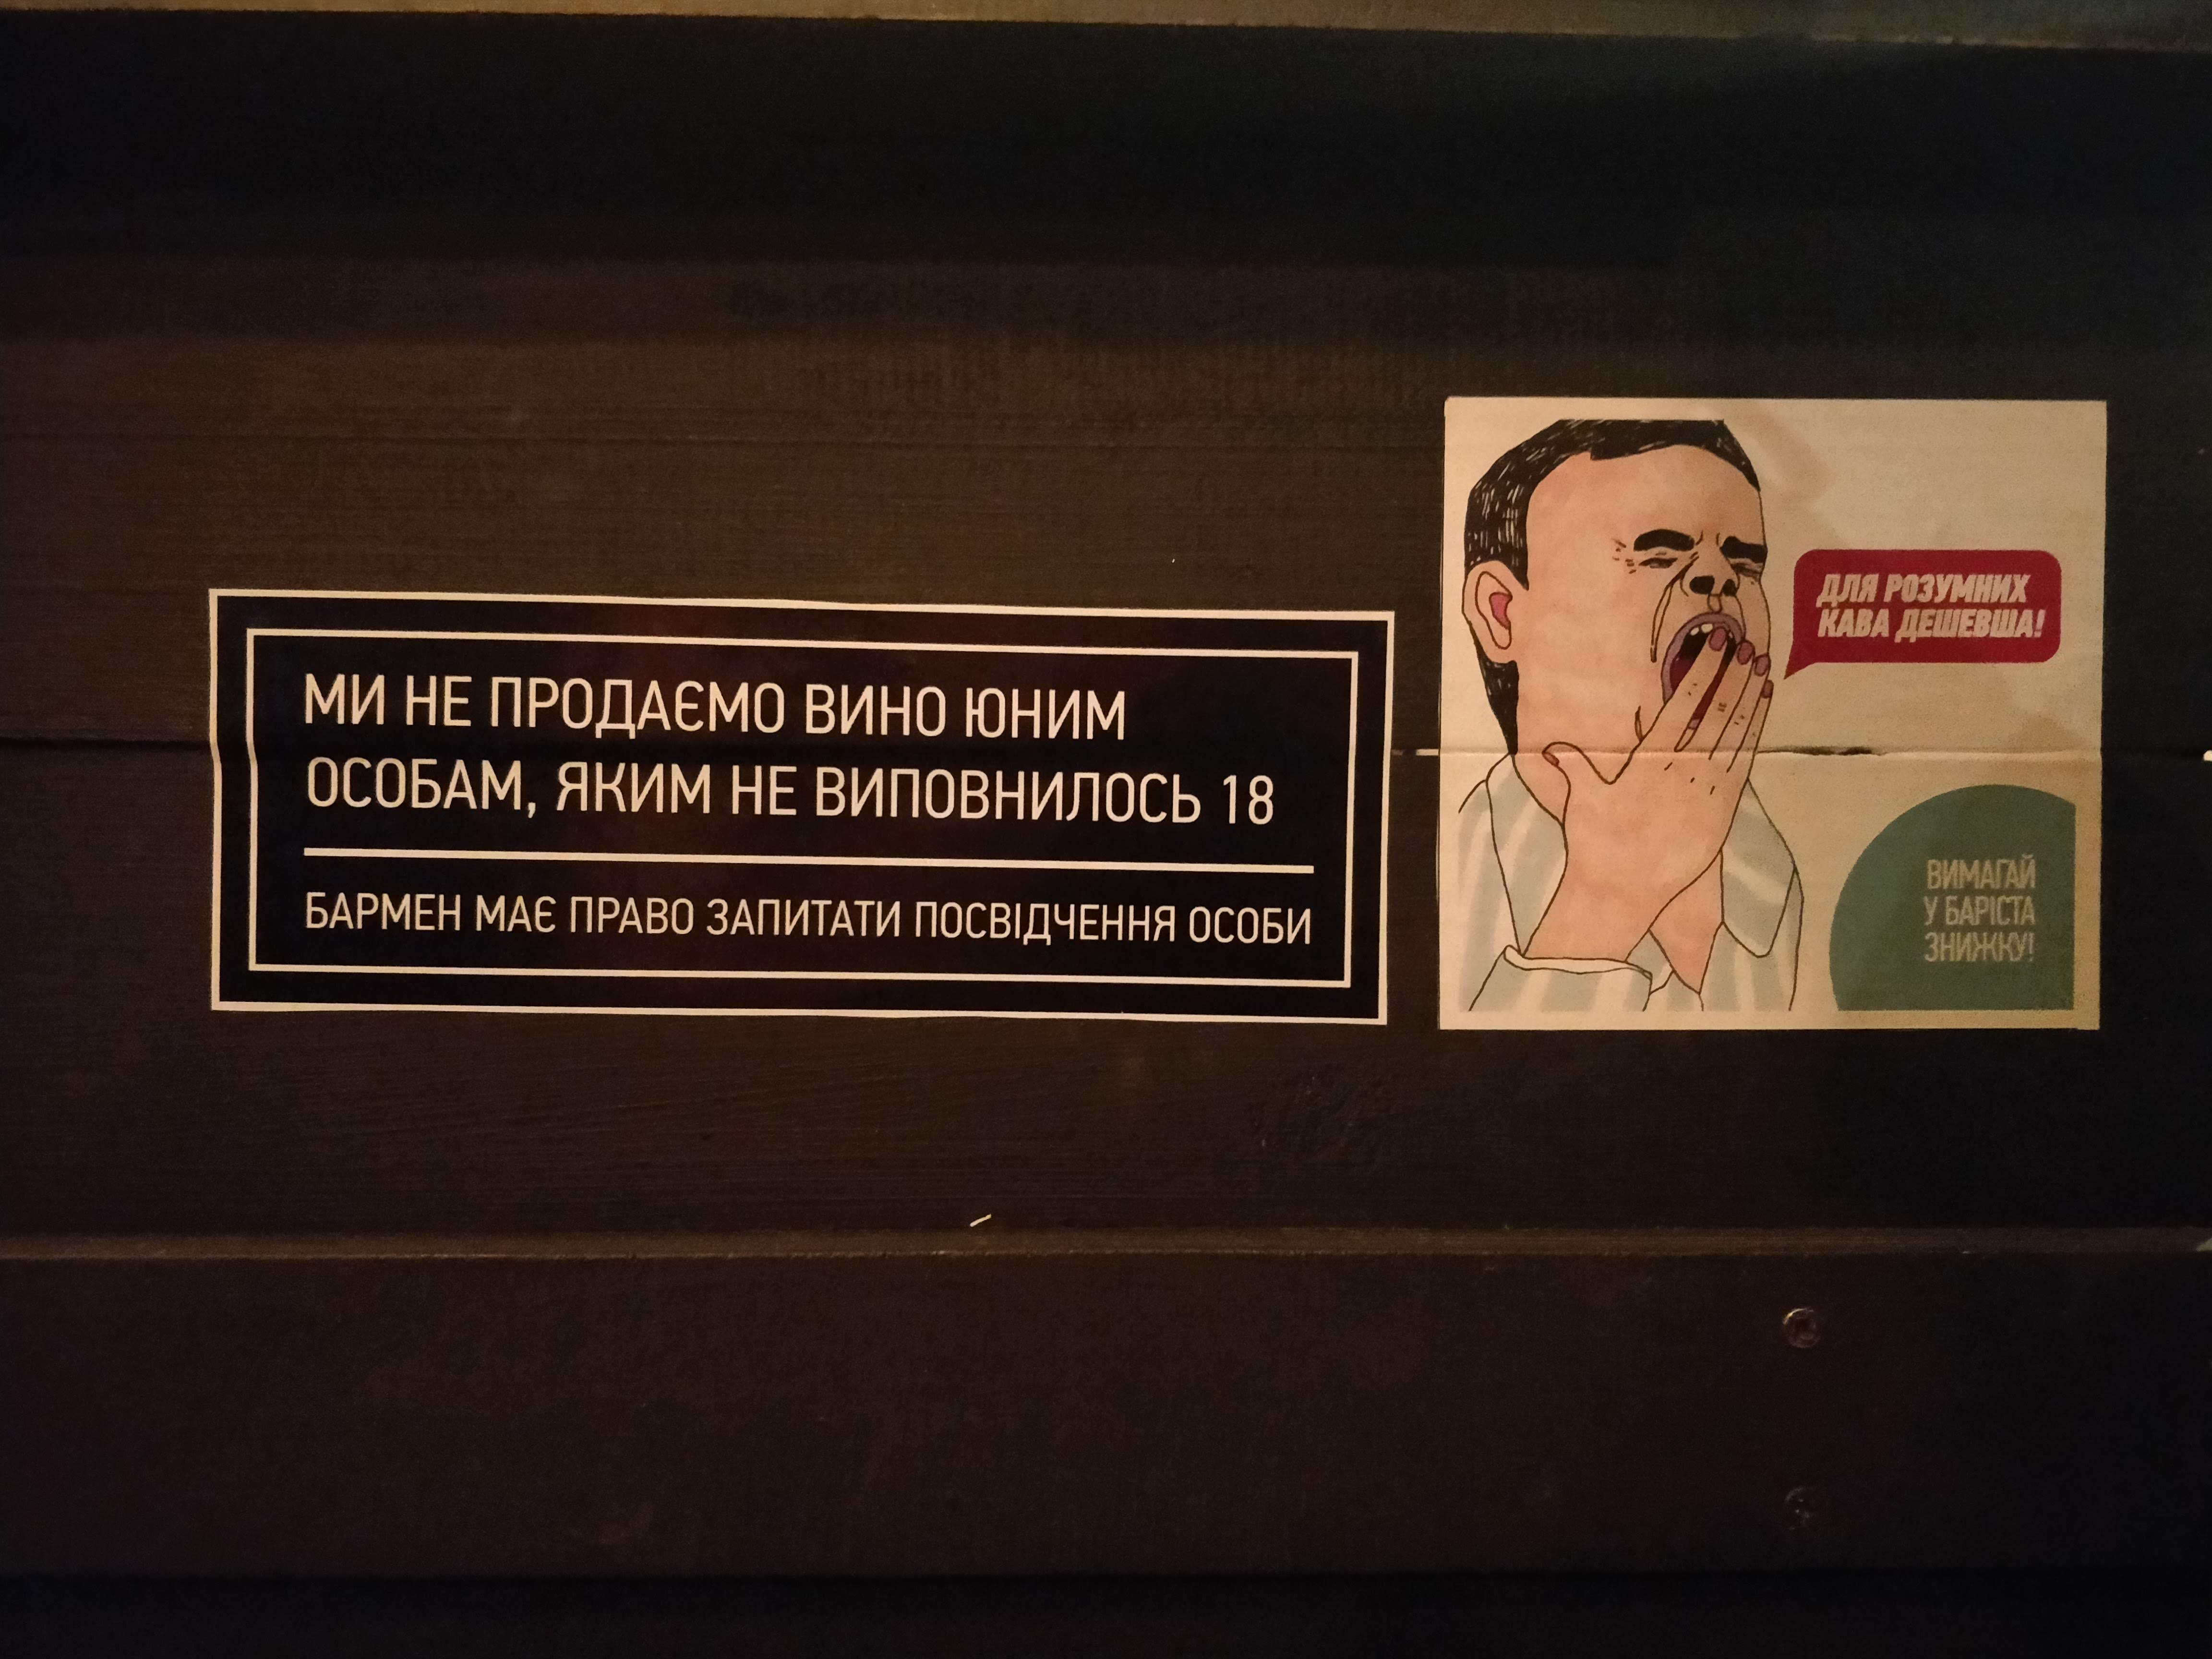 МИ НЕ ПРОДАЄМО ВИНО ЮНИМ
ОСОБАМ, ЯКИМ НЕ ВИПОВНИЛОСЬ 18
БАРМЕН МАЄ ПРАВО ЗАПИТАТИ ПОСВІДЧЕННЯ ОСОБИ
ДЛЯ РОЗУМНИХ
КАВА ДЕШЕВША!
ВИМАГАЙ
У БАРІСТА
ЗНИЖКУ!